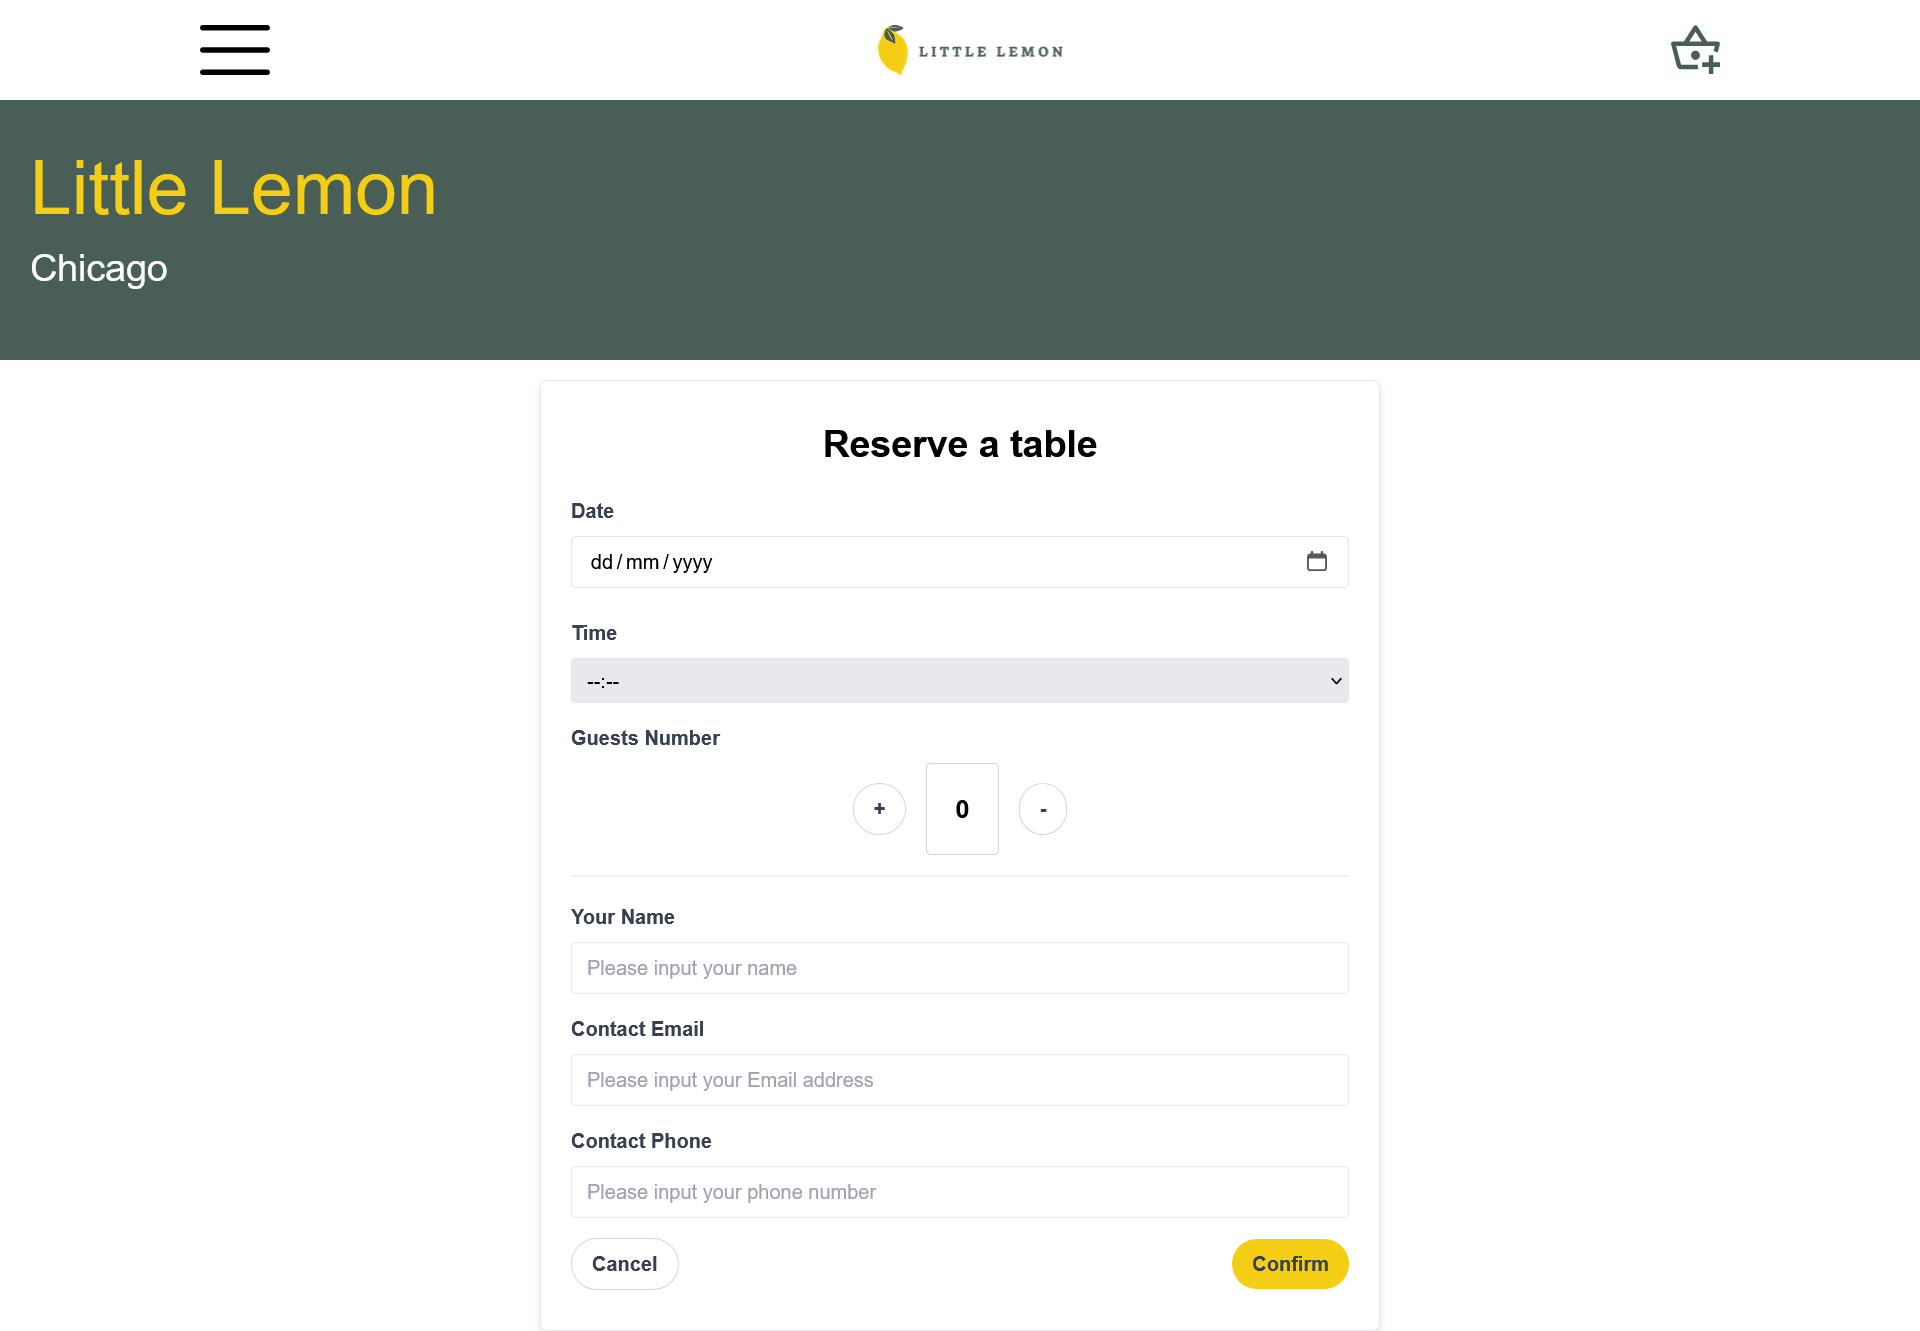 LITTLE LEMON
Little Lemon
Chicago
Reserve a table
Date
dd/mm/yyyy
Time
--:--
Guests Number
+ 0 -
Your Name
Please input your name
Contact Email
Please input your Email address
Contact Phone
Please input your phone number
Cancel Confirm